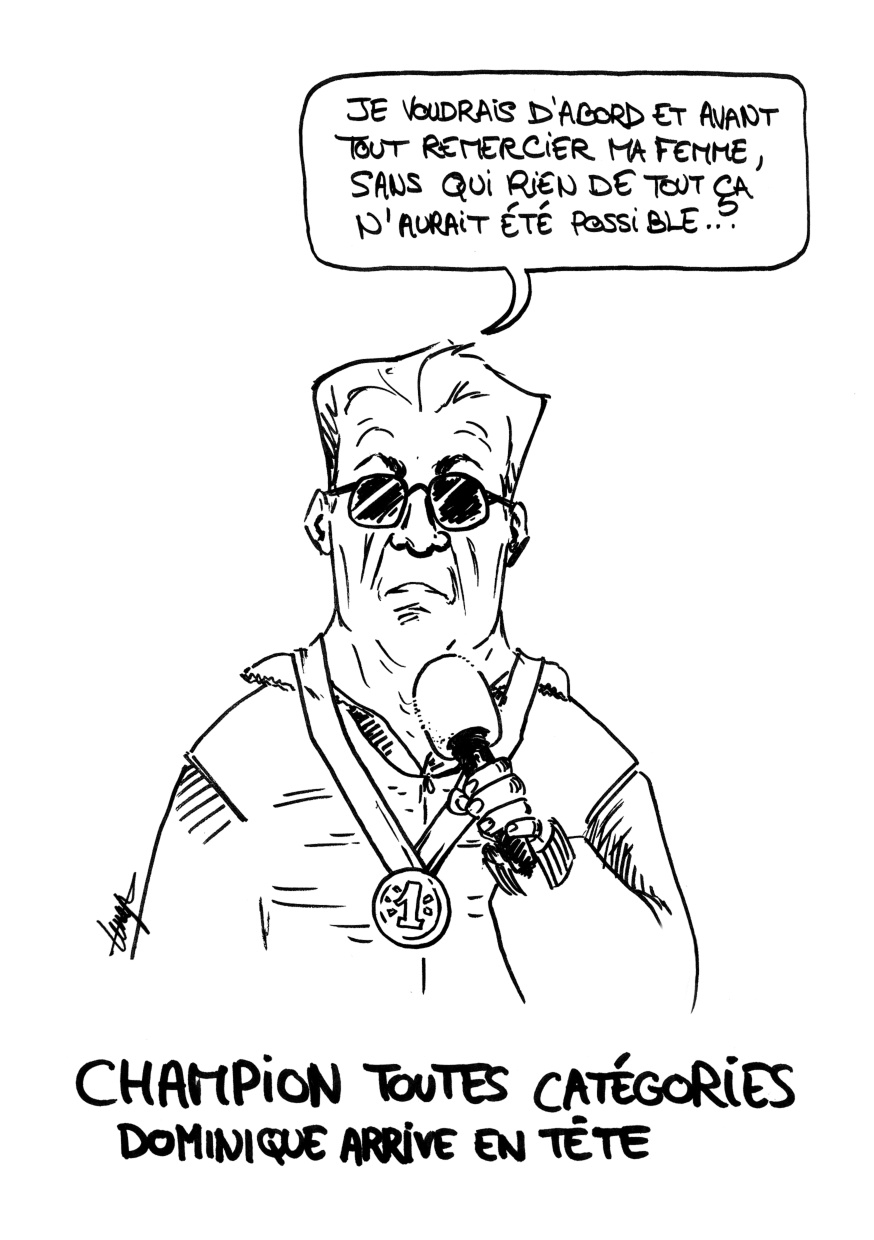 JE VOUDRAIS D'ABORD ET AVANT
TOUT REMERCIER MA FEMME,
SANS QUI RIEN DE TOUT ÇA
N'AURAIT ÉTÉ POSSIBLE...
1
CHAMPION TOUTES CATÉGORIES
DOMINIQUE ARRIVE EN TÊTE